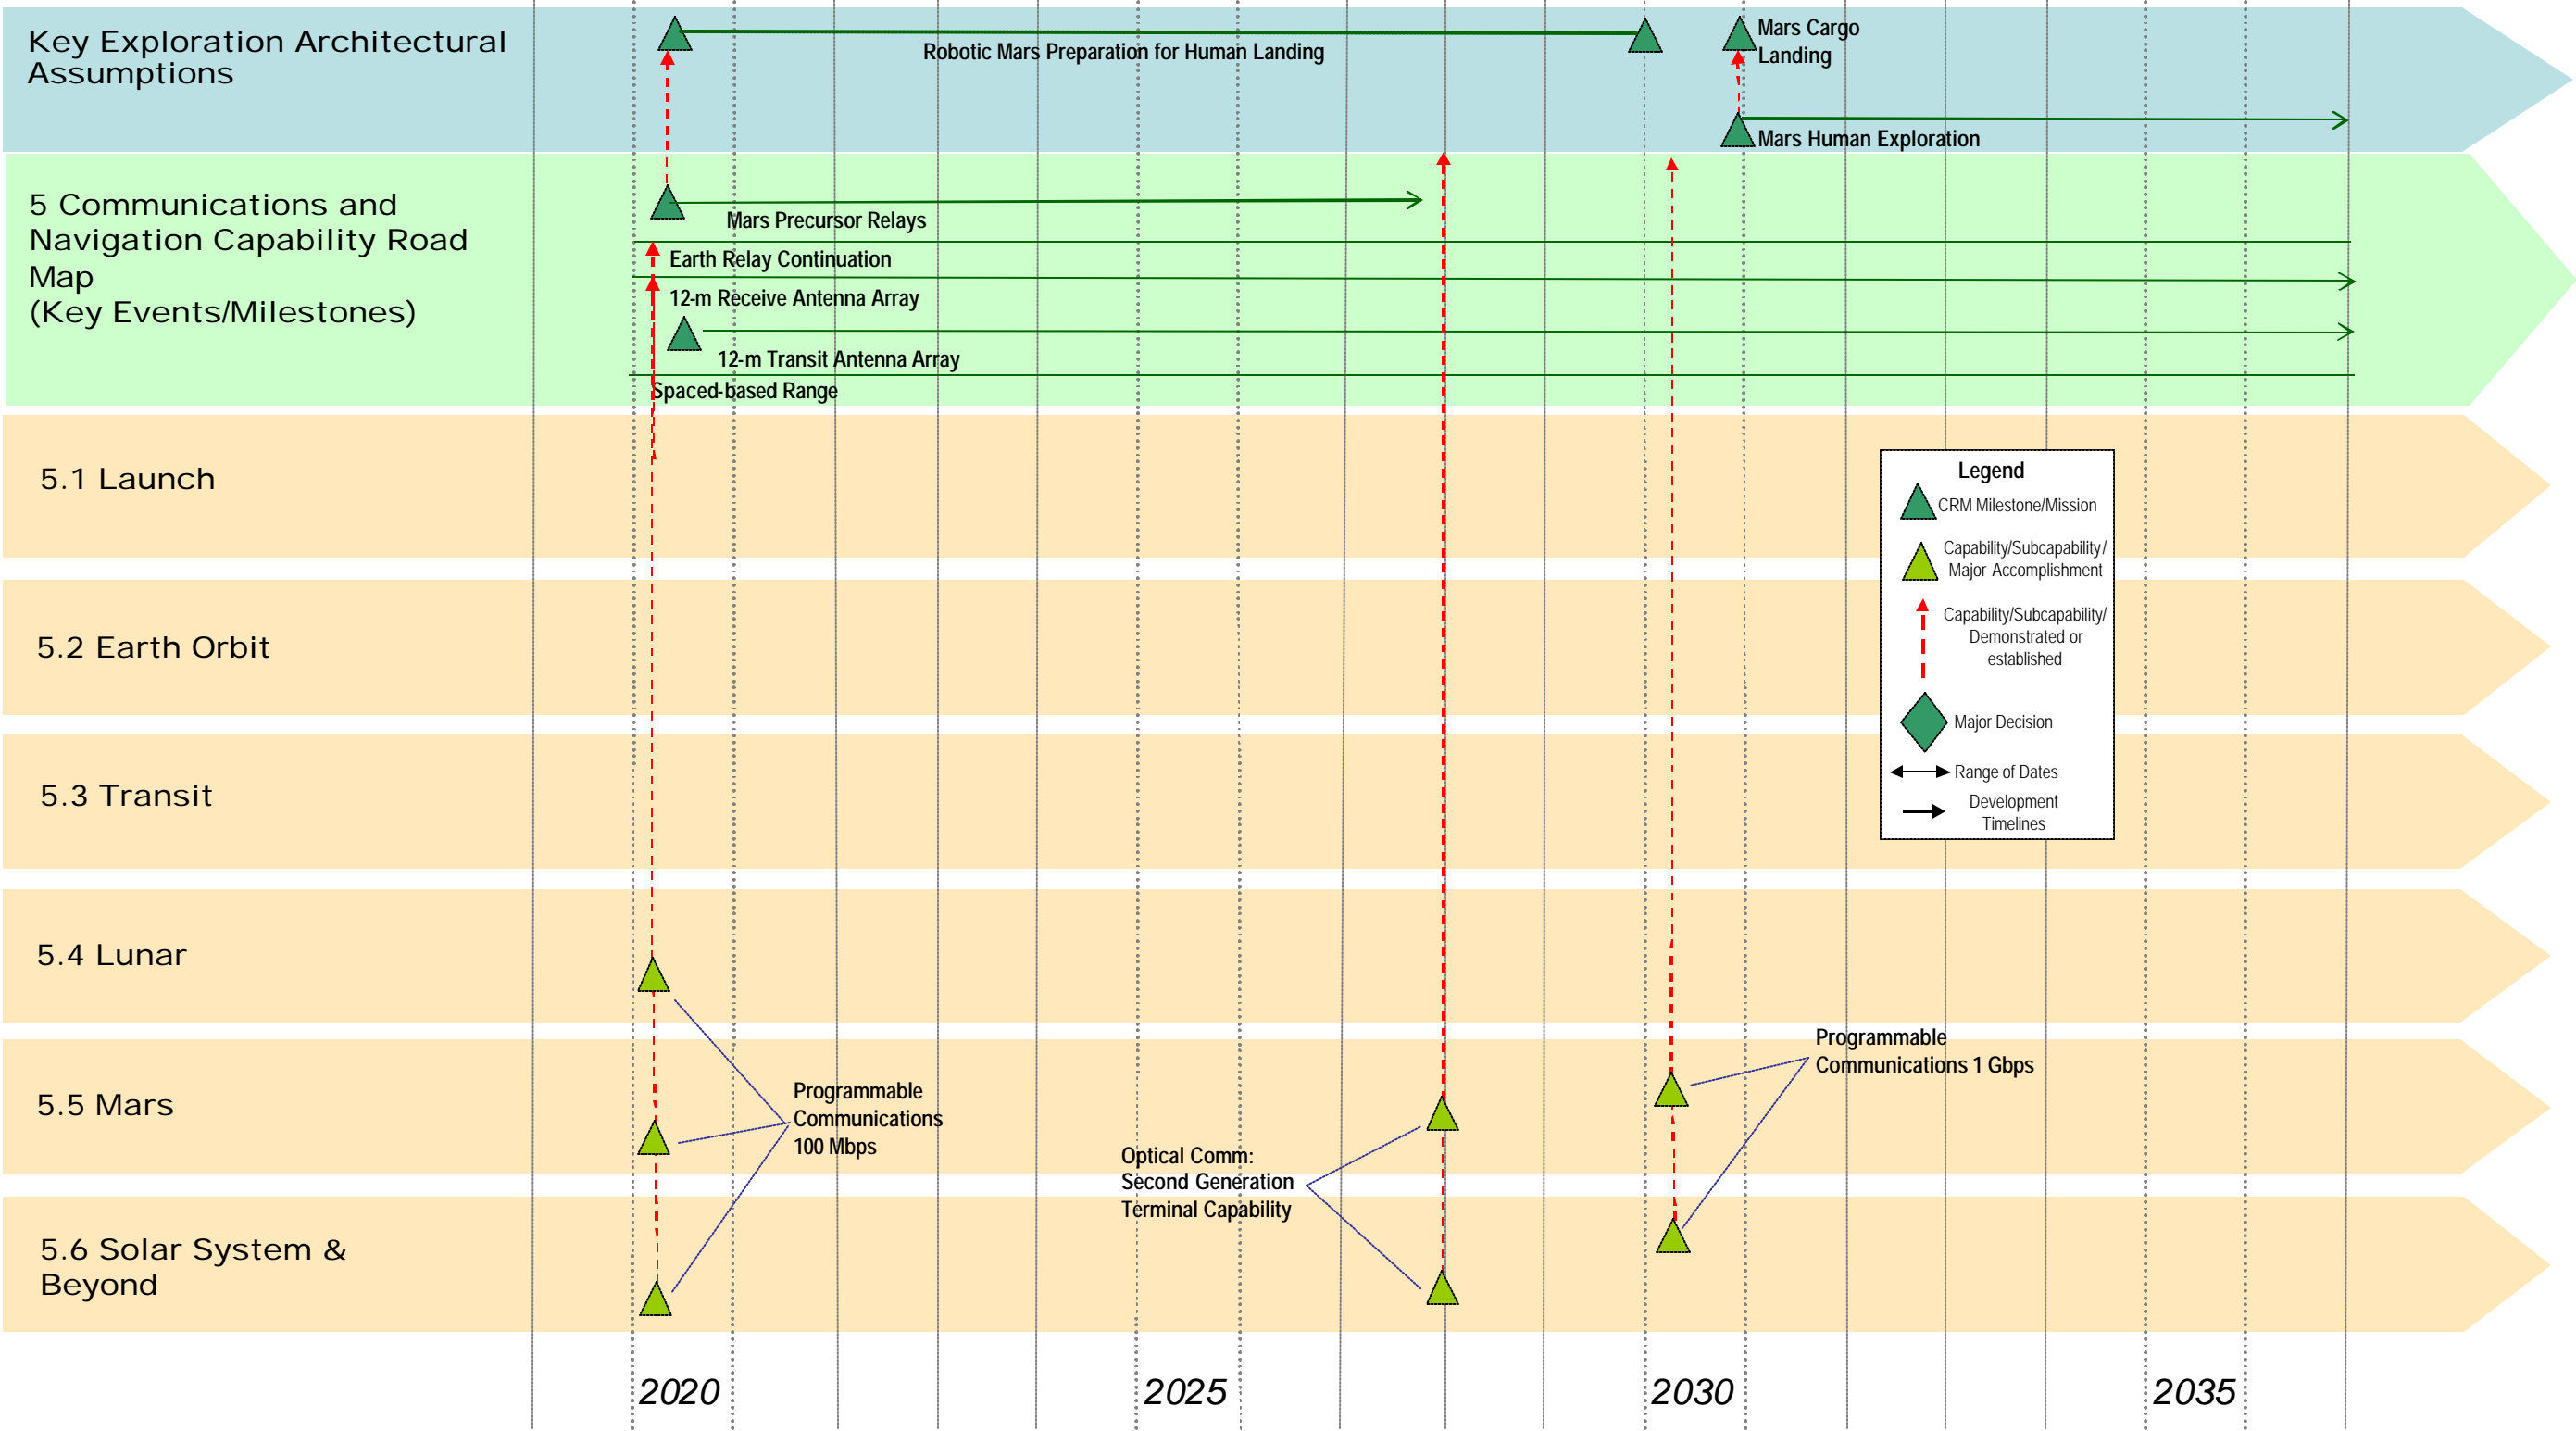 Key Exploration Architectural
Assumptions
Robotic Mars Preparation for Human Landing
Mars Cargo
Landing
Mars Human Exploration
5 Communications and
Navigation Capability Road
Map
(Key Events/Milestones)
Mars Precursor Relays
Earth Relay Continuation
12-m Receive Antenna Array
12-m Transit Antenna Array
Spaced-based Range
5.1 Launch
Legend
CRM Milestone/Mission
Capability/Subcapability/
Major Accomplishment
Capability/Subcapability/
Demonstrated or
established
Major Decision
Range of Dates
Development
Timelines
5.2 Earth Orbit
5.3 Transit
5.4 Lunar
5.5 Mars
Programmable
Communications
100 Mbps
Optical Comm:
Second Generation
Terminal Capability
Programmable
Communications 1 Gbps
5.6 Solar System &
Beyond
2020
2025
2030
2035